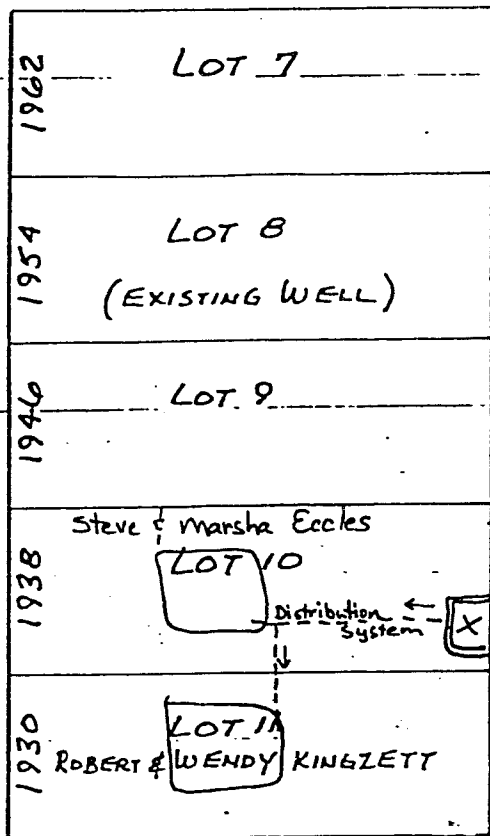 1962
LOT 7
1954
LOT 8
(EXISTING WELL)
1946
LOT 9
1938
Steve & Marsha Eccles
LOT 10
Distribution
System
X
1930
LOT 11
ROBERT & WENDY KINGZETT